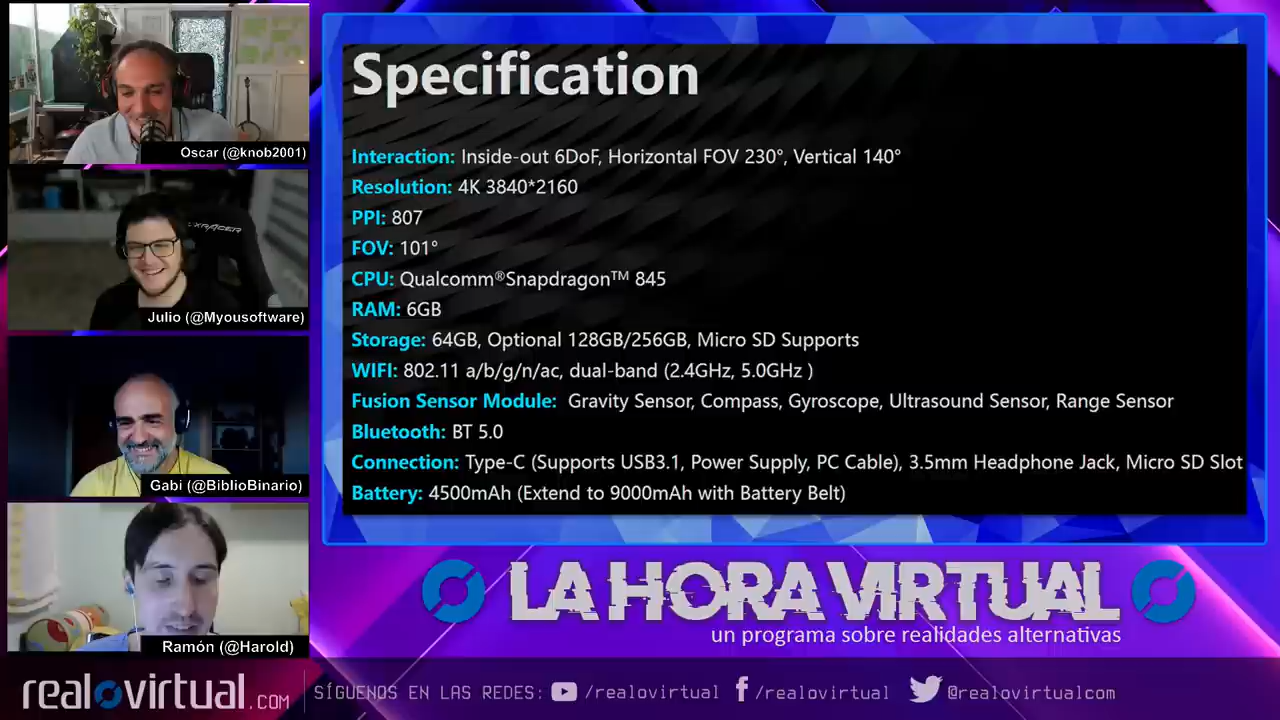 Oscar (@knob2001)
XRACER
Julio (@Myousoftware)
Gabi (@BiblioBinario)
Ramón (@Harold)
Specification
Interaction: Inside-out 6DoF, Horizontal FOV 230°, Vertical 140°
Resolution: 4K 3840*2160
PPI: 807
FOV: 101°
CPU: Qualcomm®Snapdragon™ 845
RAM: 6GB
Storage: 64GB, Optional 128GB/256GB, Micro SD Supports
WIFI: 802.11 a/b/g/n/ac, dual-band (2.4GHz, 5.0GHz )
Fusion Sensor Module: Gravity Sensor, Compass, Gyroscope, Ultrasound Sensor, Range Sensor
Bluetooth: BT 5.0
Connection: Type-C (Supports USB3.1, Power Supply, PC Cable), 3.5mm Headphone Jack, Micro SD Slot
Battery: 4500mAh (Extend to 9000mAh with Battery Belt)
LA HORA VIRTUAL
un programa sobre realidades alternativas
realovirtual.com SÍGUENOS EN LAS REDES: /realovirtual /realovirtual @realovirtualcom